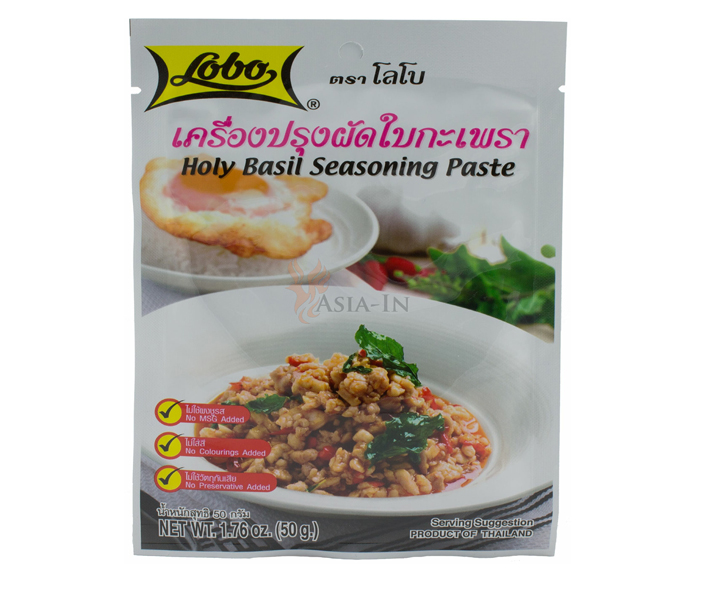 Lobo
®
ตรา โลโบ
เครื่องปรุงผัดใบกะเพรา
Holy Basil Seasoning Paste
ASIA-IN
ไม่ใช้ผงชูรส
No MSG Added
ไม่ใส่สี
No Colourings Added
ไม่ใช้วัตถุกันเสีย
No Preservative Added
น้ำหนักสุทธิ 50 กรัม
NET WT. 1.76 oz. (50 g.)
Serving Suggestion
PRODUCT OF THAILAND